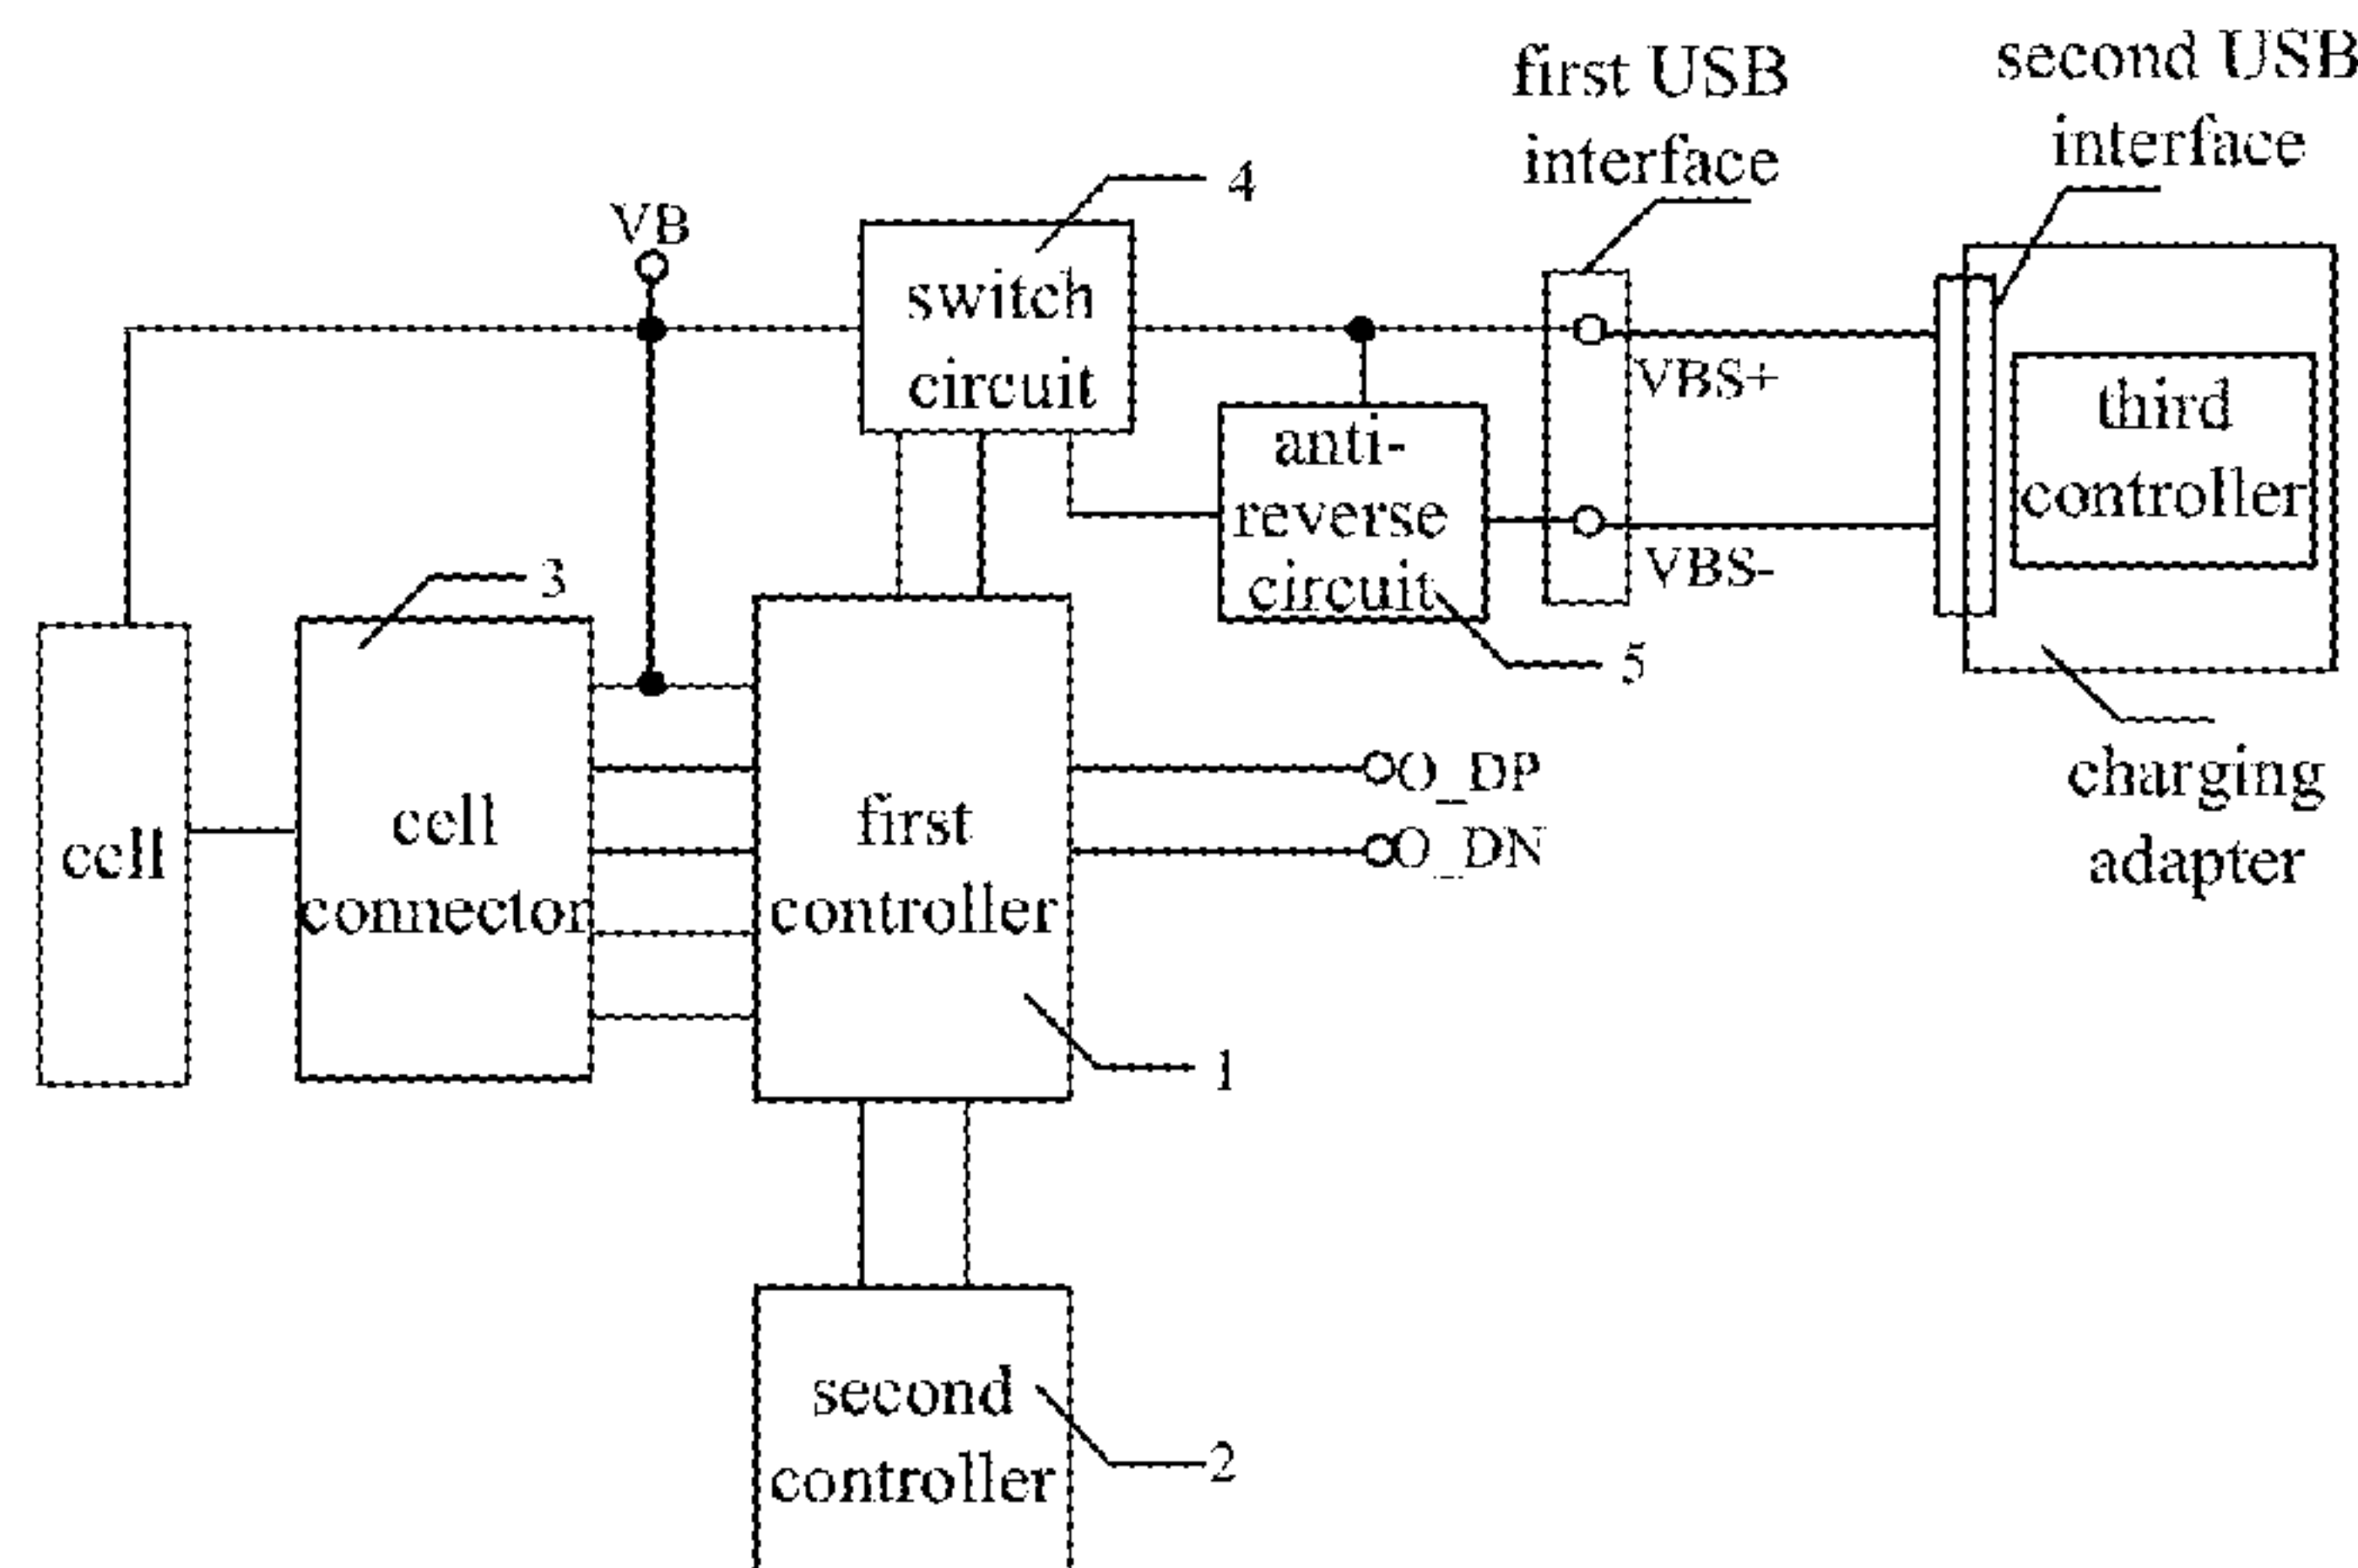 first USB
interface
second USB
interface
4
VB
switch
circuit
VBS+
third
controller
anti-
reverse
circuit
VBS-
3
5
cell
cell
connector
first
controller
O_DP
O_DN
charging
adapter
1
second
controller
2